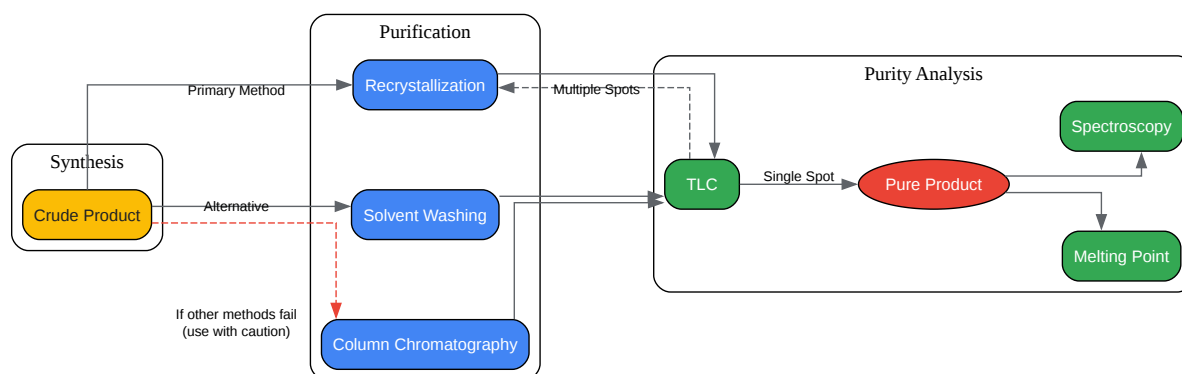 Purification
Purity Analysis
Synthesis
Recrystallization
Primary Method
Multiple Spots
Spectroscopy
Crude Product
Alternative
Solvent Washing
TLC
Single Spot
Pure Product
Melting Point
If other methods fail
(use with caution)
Column Chromatography